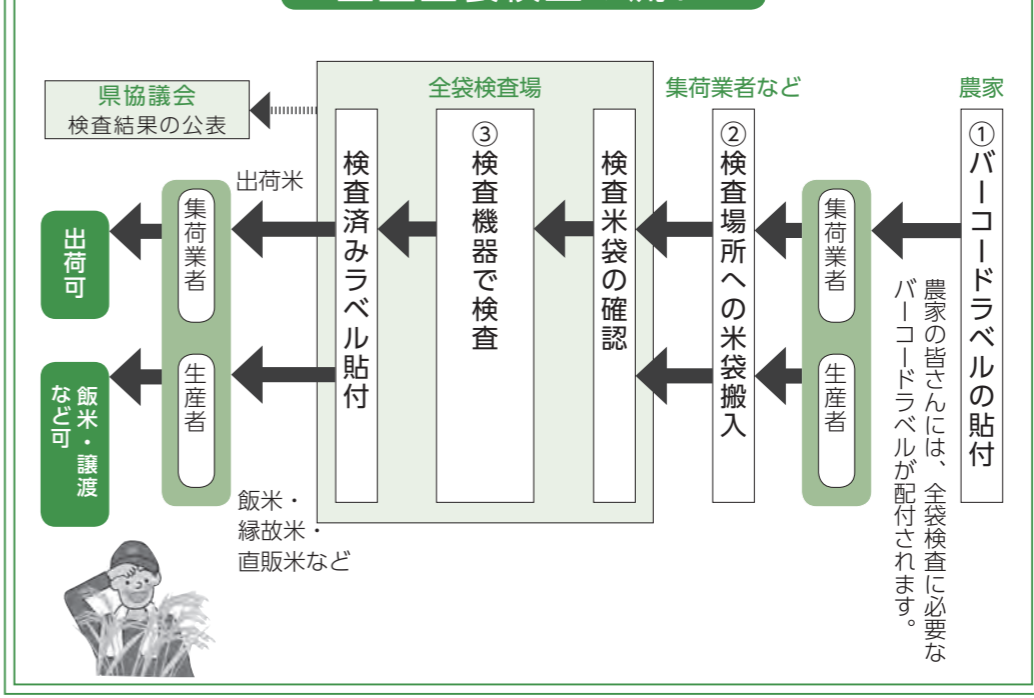 農家
①バーコードラベルの貼付
農家の皆さんには、全袋検査に必要な
バーコードラベルが配付されます。
集荷業者
生産者
集荷業者など
②検査場所への米袋搬入
全袋検査場
検査米袋の確認
③検査機器で検査
検査済みラベル貼付
県協議会
検査結果の公表
出荷米
集荷業者
出荷可
飯米・
縁故米・
直販米など
生産者
飯米・譲渡
など可